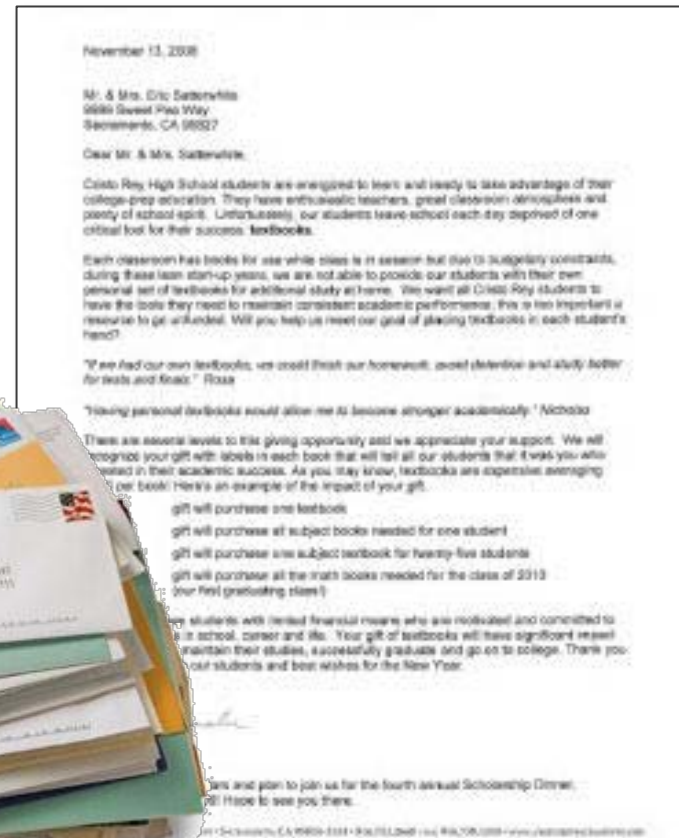 November 13, 2008
Mr. & Mrs. Eric Satterwhite
Sweet Pea Way
Sacramento, CA
Dear Mr. & Mrs. Satterwhite,
Cristo Rey High School students are energized to learn and ready to take advantage of their
college-prep education. They have enthusiastic teachers, great classroom atmosphere and
plenty of school spirit. Unfortunately, our students leave school each day deprived of one
critical tool for their success: textbooks.
Each classroom has books for use while class is in session but due to budgetary constraints,
during these lean start-up years, we are not able to provide our students with their own
personal set of textbooks for additional study at home. We want all Cristo Rey students to
have the tools they need to maintain consistent academic performance; this is too important a
resource to go unfunded. Will you help us meet our goal of placing textbooks in each student's
hand?
"If we had our own textbooks, we could finish our homework, avoid detention and study better
for tests and finals." Rosa
"Having personal textbooks would allow me to become stronger academically." Nicholas
There are several levels to this giving opportunity and we appreciate your support. We will
recognize your gift with labels in each book that will tell all our students that it was you who
in their academic success. As you may know, textbooks are expensive averaging
per book! Here's an example of the impact of your gift.
gift will purchase one textbook
gift will purchase all subject books needed for one student
gift will purchase one subject textbook for twenty-five students
gift will purchase all the math books needed for the class of 2010
(our first graduating class!)
students with limited financial means who are motivated and committed to
in school, career and life. Your gift of textbooks will have significant impact
maintain their studies, successfully graduate and go on to college. Thank you
our students and best wishes for the New Year.
and plan to join us for the fourth annual Scholarship Dinner,
Hope to see you there.